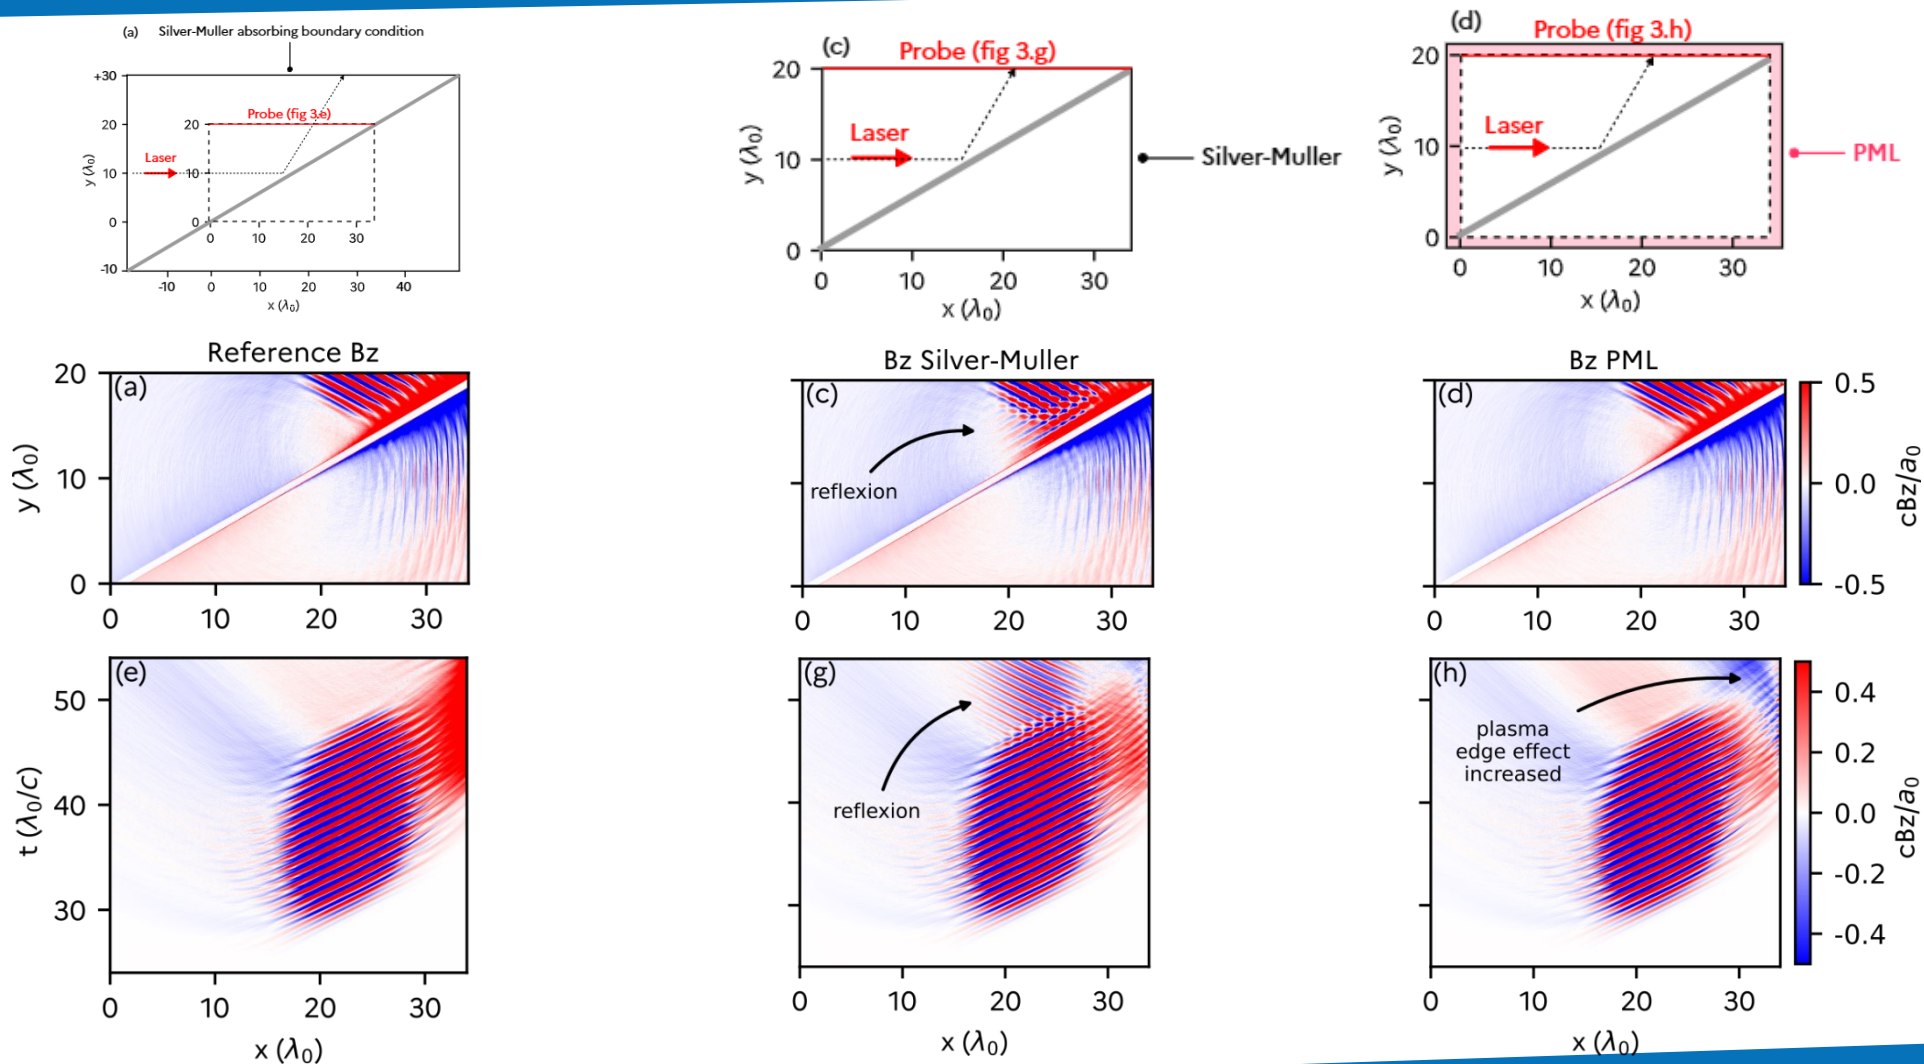 (a) Silver-Muller absorbing boundary condition
+30
20
10
0
-10
y (λ₀)
Laser
Probe (fig 3.e)
20
10
0
0 10 20 30
-10 0 10 20 30 40
x (λ₀)
(c)
Probe (fig 3.g)
20
10
0
y (λ₀)
Laser
Silver-Muller
0 10 20 30
x (λ₀)
(d)
Probe (fig 3.h)
20
10
0
y (λ₀)
Laser
PML
0 10 20 30
x (λ₀)
Reference Bz
(a)
20
10
0
y (λ₀)
0 10 20 30
Bz Silver-Muller
(c)
reflexion
0 10 20 30
Bz PML
(d)
0 10 20 30
0.5
0.0
-0.5
cBz/a₀
(e)
50
40
30
t (λ₀/c)
0 10 20 30
x (λ₀)
(g)
reflexion
0 10 20 30
x (λ₀)
(h)
plasma
edge effect
increased
0 10 20 30
x (λ₀)
0.4
0.2
0.0
-0.2
-0.4
cBz/a₀